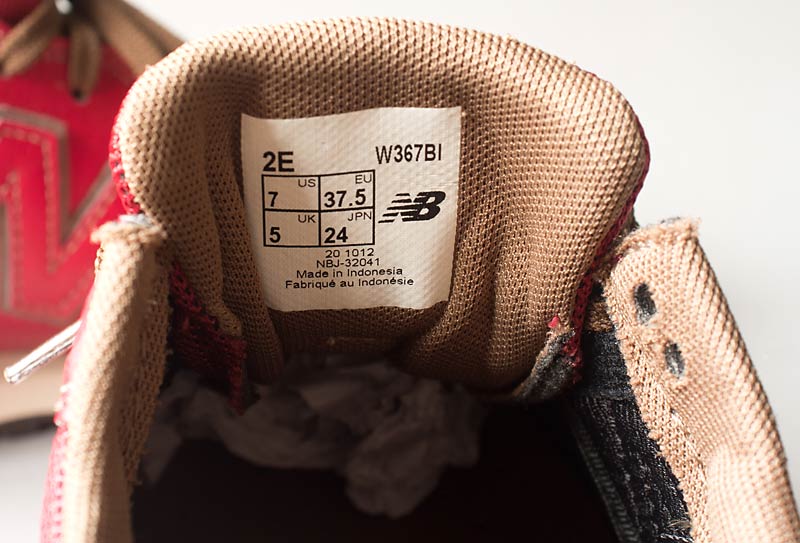 2E W367BI
US EU
7 37.5
UK JPN
5 24
NB
20 1012
NBJ-32041
Made in Indonesia
Fabriqué au Indonésie